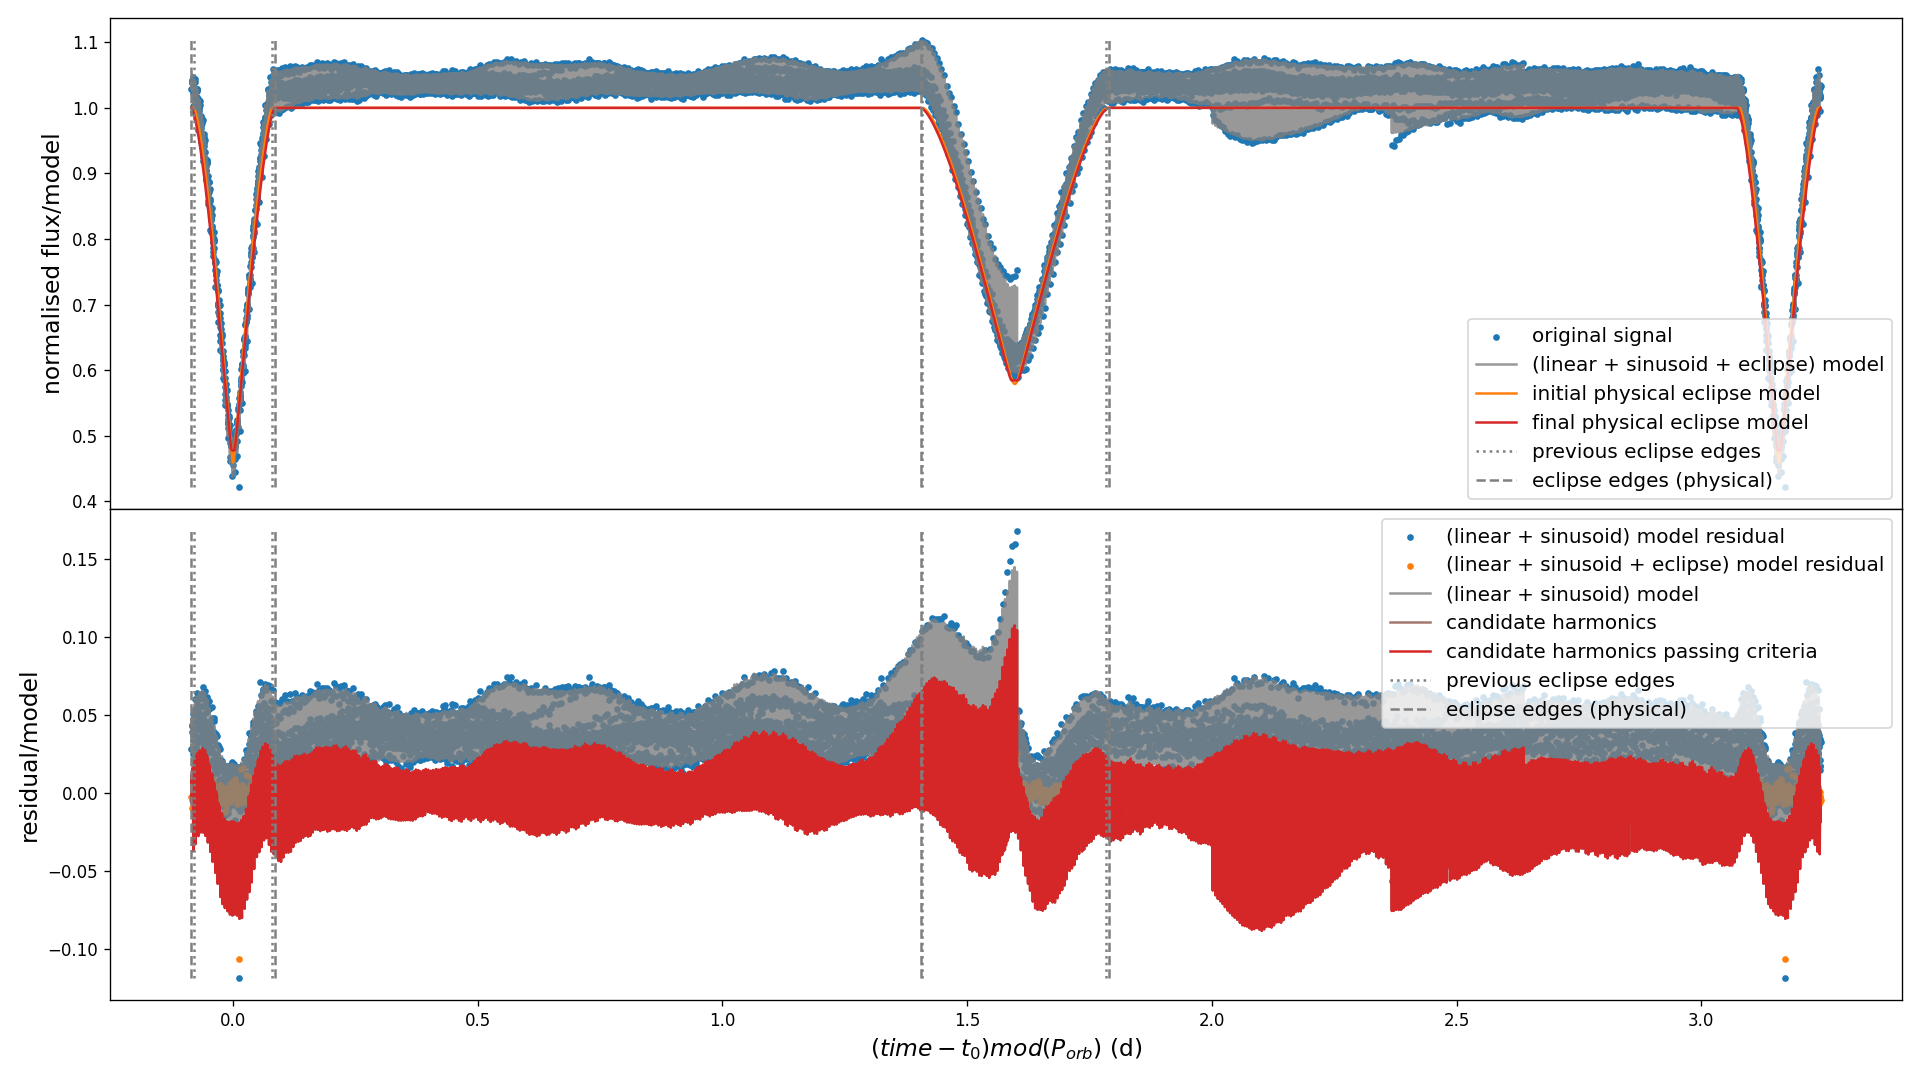 normalised flux/model
1.1
1.0
0.9
0.8
0.7
0.6
0.5
0.4
original signal
(linear + sinusoid + eclipse) model
initial physical eclipse model
final physical eclipse model
previous eclipse edges
eclipse edges (physical)
residual/model
0.15
0.10
0.05
0.00
−0.05
−0.10
(linear + sinusoid) model residual
(linear + sinusoid + eclipse) model residual
(linear + sinusoid) model
candidate harmonics
candidate harmonics passing criteria
previous eclipse edges
eclipse edges (physical)
0.0 0.5 1.0 1.5 2.0 2.5 3.0
(time − t₀)mod(Pₒᵣb) (d)